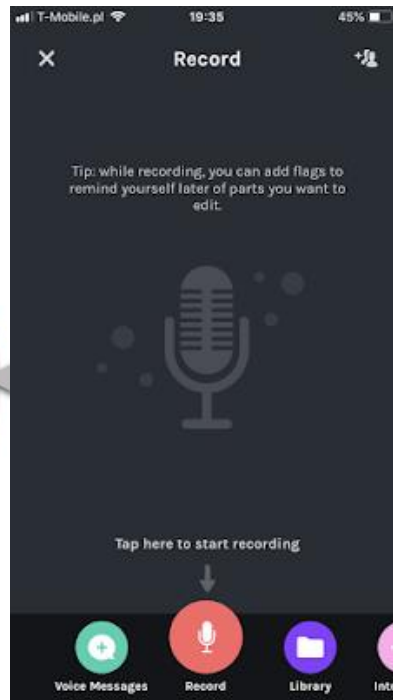 T-Mobile.pl 19:35 45%
Record
Tip: while recording, you can add flags to
remind yourself later of parts you want to
edit.
Tap here to start recording
Voice Messages Record Library Int